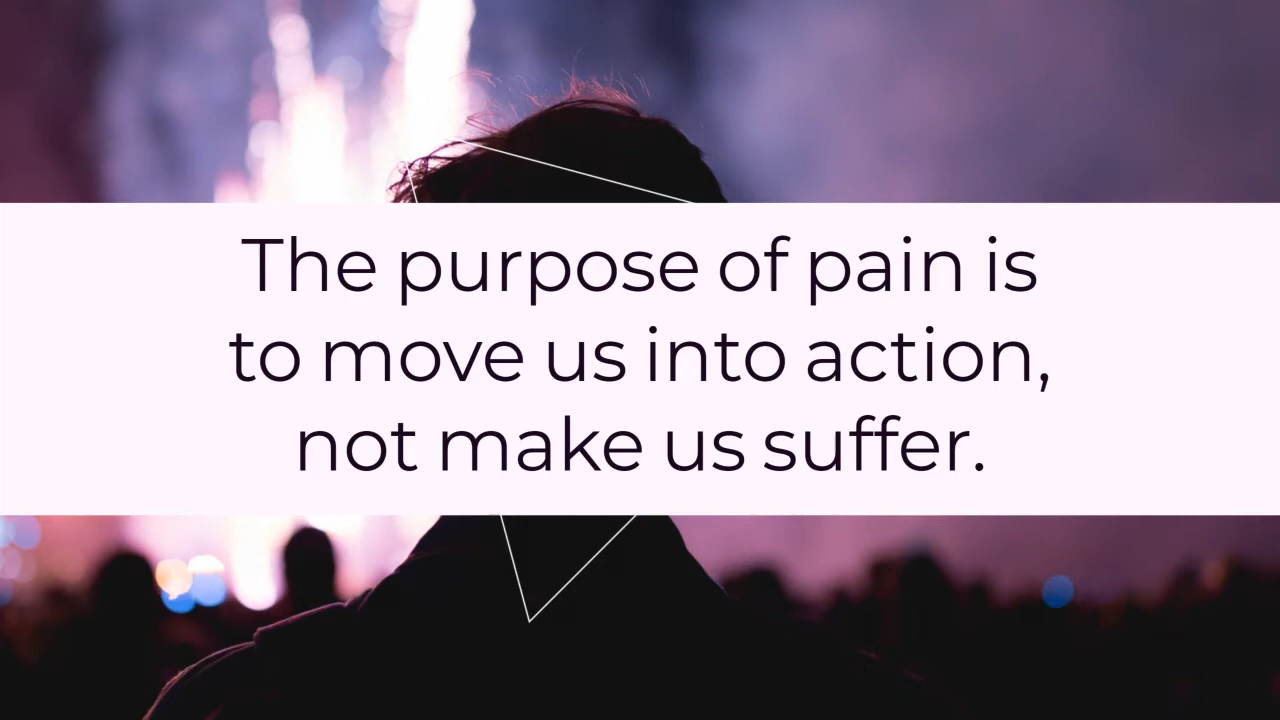 The purpose of pain is
to move us into action,
not make us suffer.